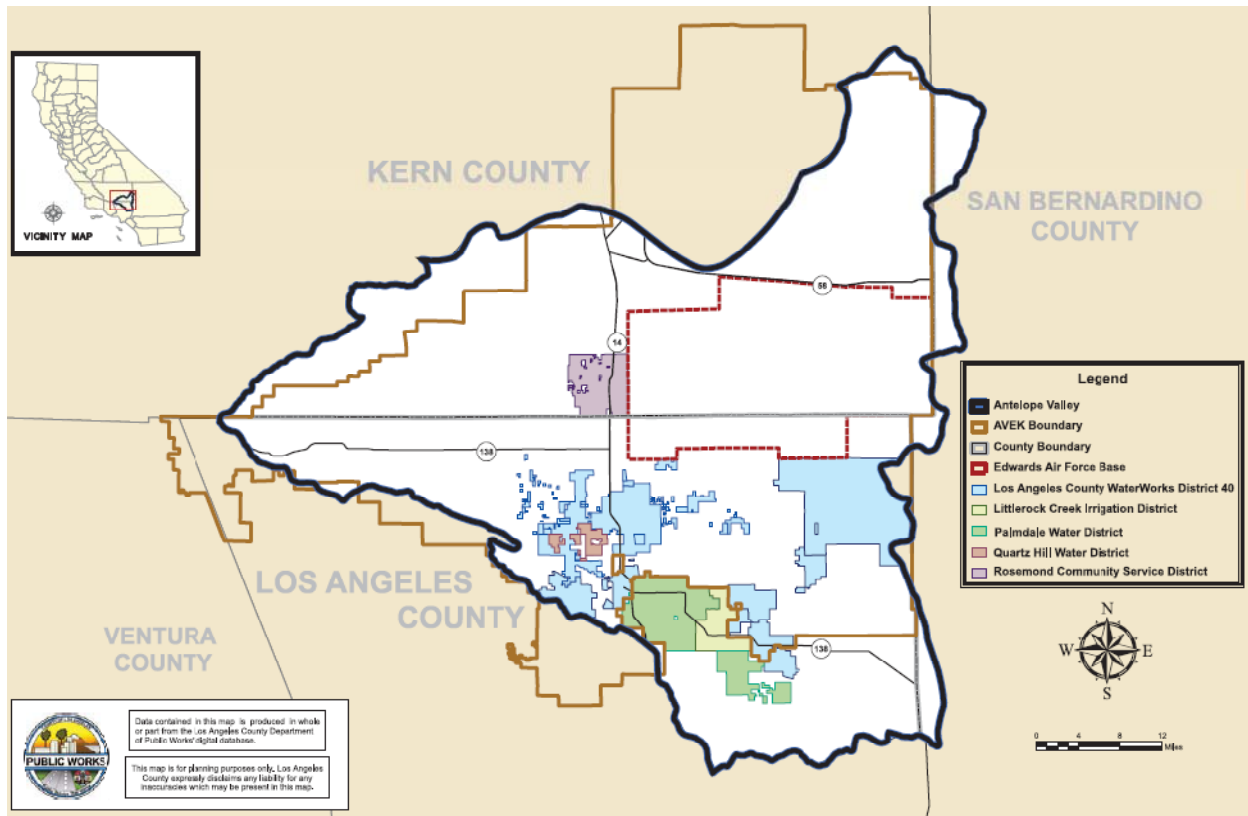 VICINITY MAP
KERN COUNTY
SAN BERNARDINO
COUNTY
58
14
138
LOS ANGELES
COUNTY
138
VENTURA
COUNTY
Legend
Antelope Valley
AVEK Boundary
County Boundary
Edwards Air Force Base
Los Angeles County WaterWorks District 40
Littlerock Creek Irrigation District
Palmdale Water District
Quartz Hill Water District
Rosemond Community Service District
N
W
E
S
0 4 8 12
Miles
PUBLIC WORKS
Data contained in this map is produced in whole
or part from the Los Angeles County Department
of Public Works' digital database.
This map is for planning purposes only, Los Angeles
County expressly disclaims any liability for any
inaccuracies which may be present in this map.